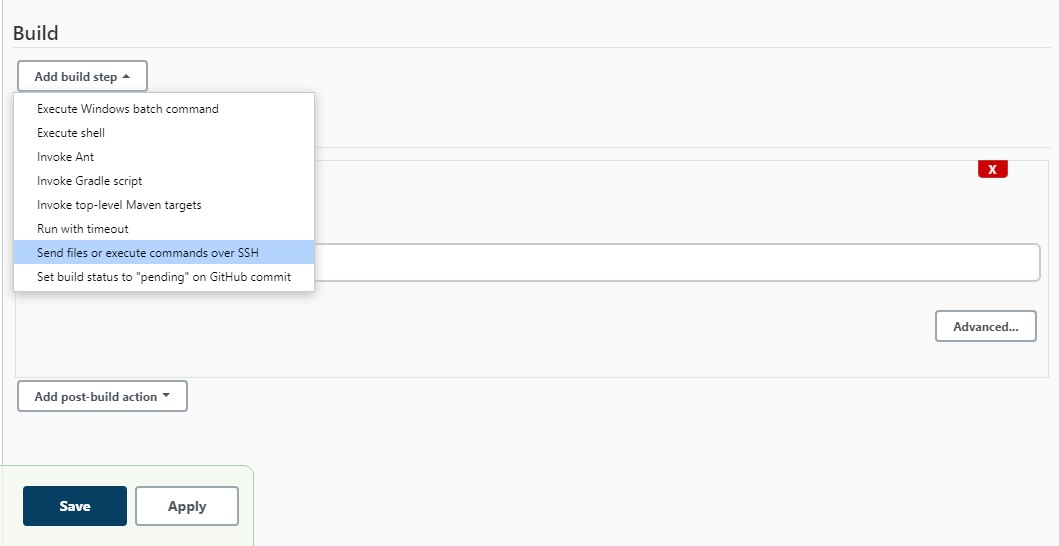 Build
Add build step
Execute Windows batch command
Execute shell
Invoke Ant
Invoke Gradle script
Invoke top-level Maven targets
Run with timeout
Send files or execute commands over SSH
Set build status to "pending" on GitHub commit
X
Advanced...
Add post-build action
Save
Apply